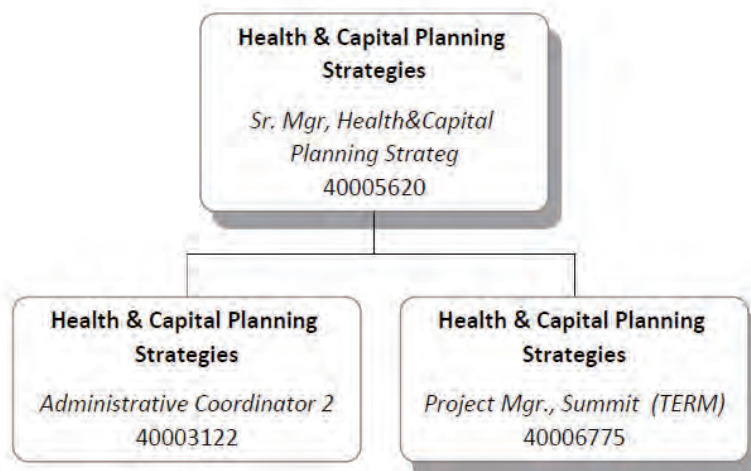 Health & Capital Planning
Strategies
Sr. Mgr, Health&Capital
Planning Strateg
40005620
Health & Capital Planning
Strategies
Administrative Coordinator 2
40003122
Health & Capital Planning
Strategies
Project Mgr., Summit (TERM)
40006775